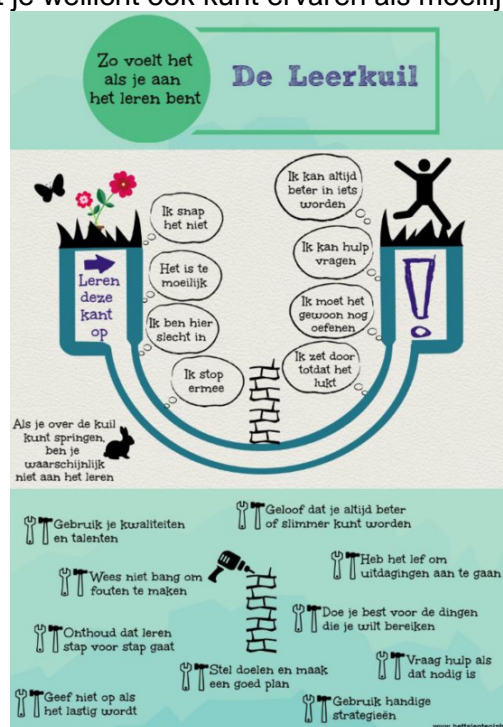 je wellicht ook kunt ervaren als moeilij
Zo voelt het
als je aan
het leren bent
De Leerkuil
Ik snap
het niet
Het is te
moeilijk
Ik ben hier
slecht in
Ik stop
ermee
Ik kan altijd
beter in iets
worden
Ik kan hulp
vragen
Ik moet het
gewoon nog
oefenen
Ik zet door
totdat het
lukt
Leren
deze
kant
op
!
Als je over de kuil
kunt springen,
ben je
waarschijnlijk
niet aan het leren
Gebruik je kwaliteiten
en talenten
Geloof dat je altijd beter
of slimmer kunt worden
Wees niet bang om
fouten te maken
Heb het lef om
uitdagingen aan te gaan
Onthoud dat leren
stap voor stap gaat
Doe je best voor de dingen
die je wilt bereiken
Stel doelen en maak
een goed plan
Vraag hulp als
dat nodig is
Geef niet op als
het lastig wordt
Gebruik handige
strategieën